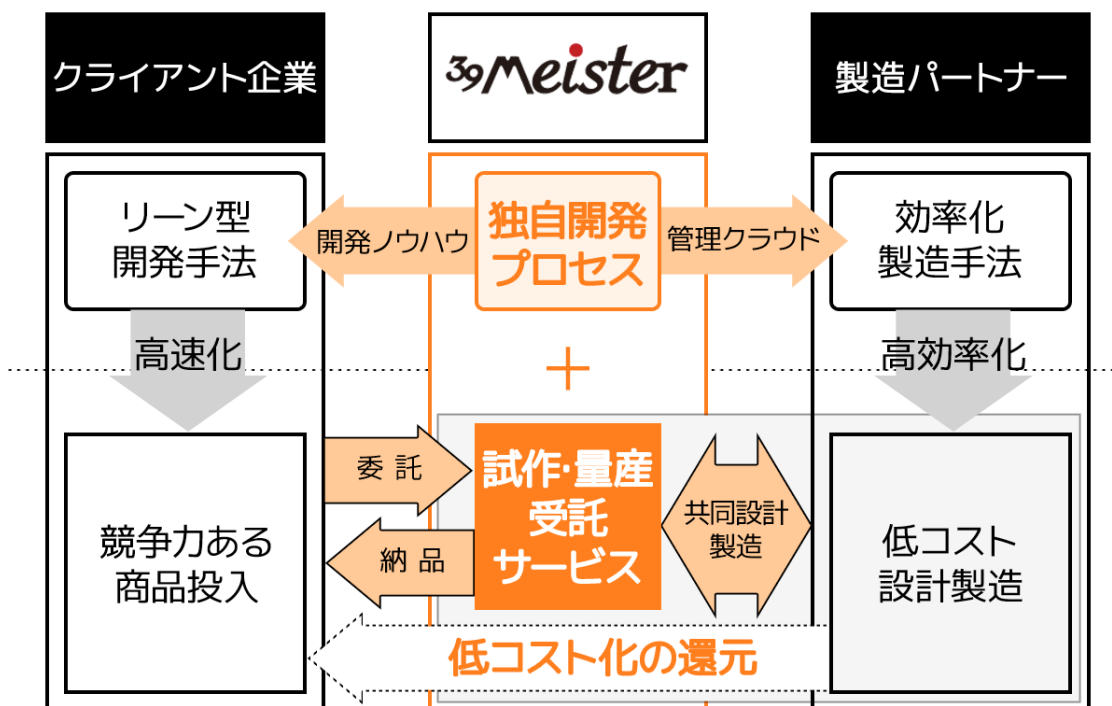 クライアント企業
39Meister
製造パートナー
リーン型
開発手法
開発ノウハウ
独自開発
プロセス
管理クラウド
効率化
製造手法
高速化
+
高効率化
競争力ある
商品投入
委託
納品
試作・量産
受託
サービス
共同設計
製造
低コスト
設計製造
低コスト化の還元